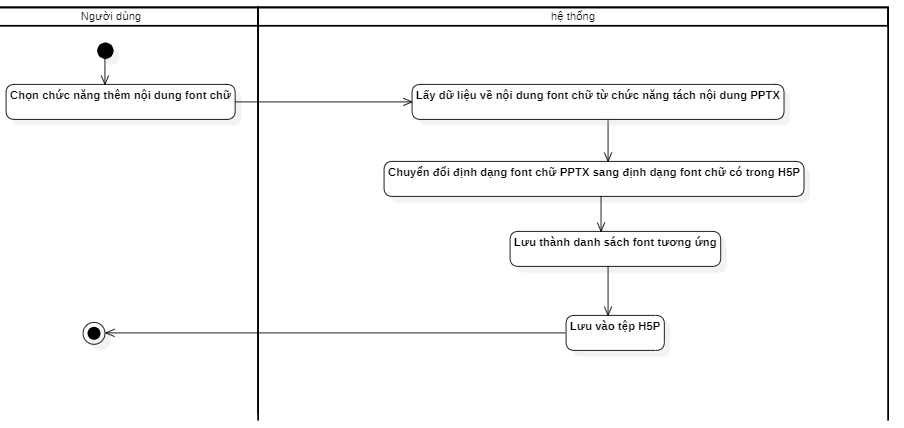 Người dùng
hệ thống
Chọn chức năng thêm nội dung font chữ
Lấy dữ liệu về nội dung font chữ từ chức năng tách nội dung PPTX
Chuyển đổi định dạng font chữ PPTX sang định dạng font chữ có trong H5P
Lưu thành danh sách font tương ứng
Lưu vào tệp H5P